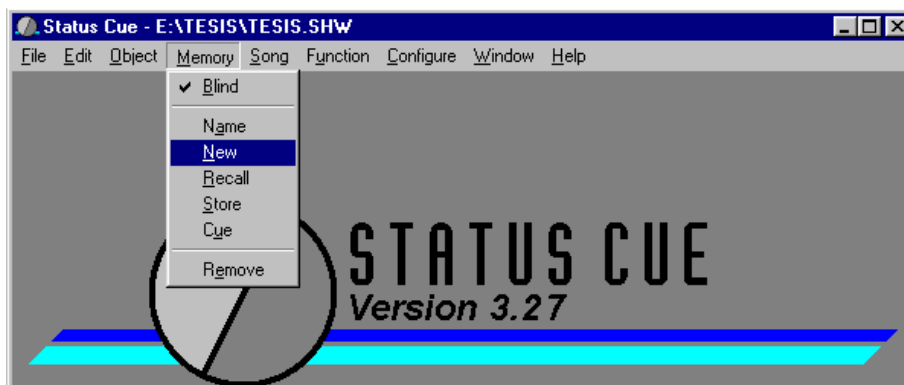 Status Cue - E:\TESIS\TESIS.SHW
File Edit Object Memory Song Function Configure Window Help
Blind
Name
New
Recall
Store
Cue
Remove
STATUS CUE
Version 3.27